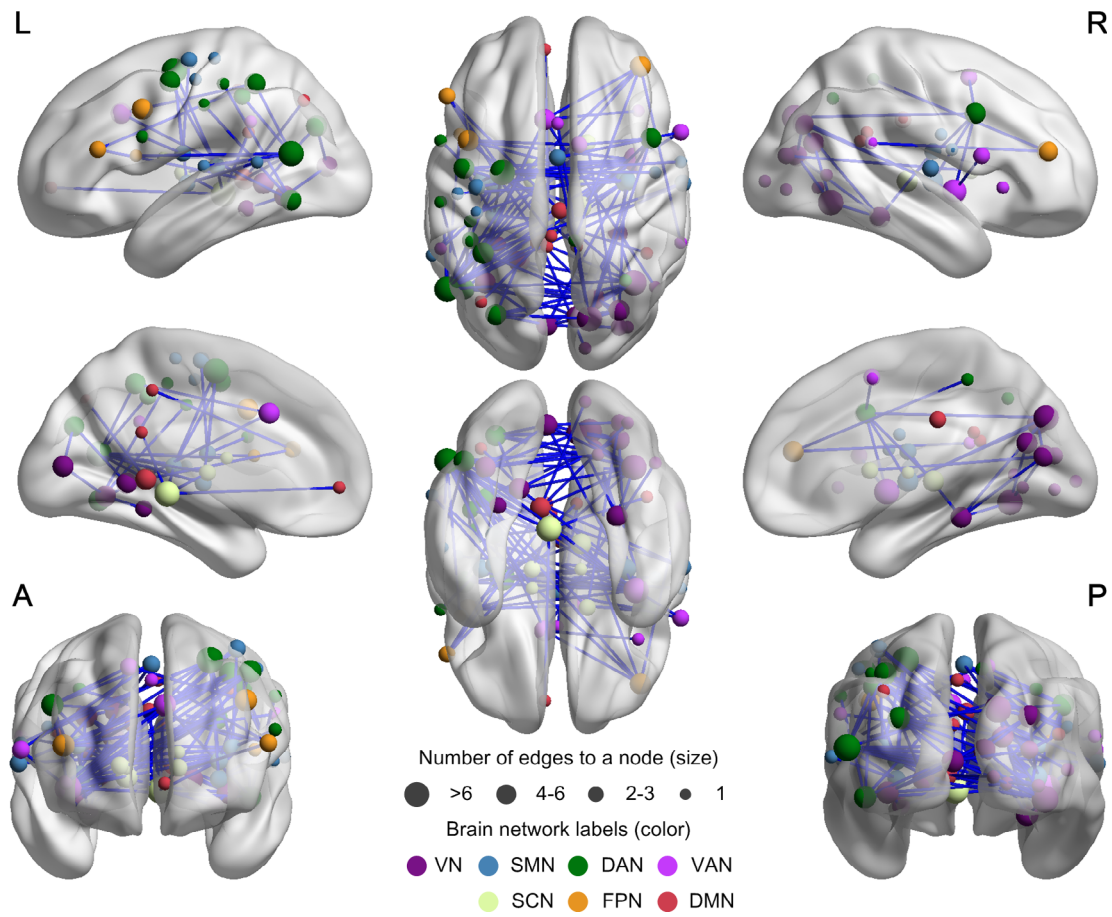 L
R
A
P
Number of edges to a node (size)
>6 4-6 2-3 1
Brain network labels (color)
VN SMN DAN VAN
SCN FPN DMN